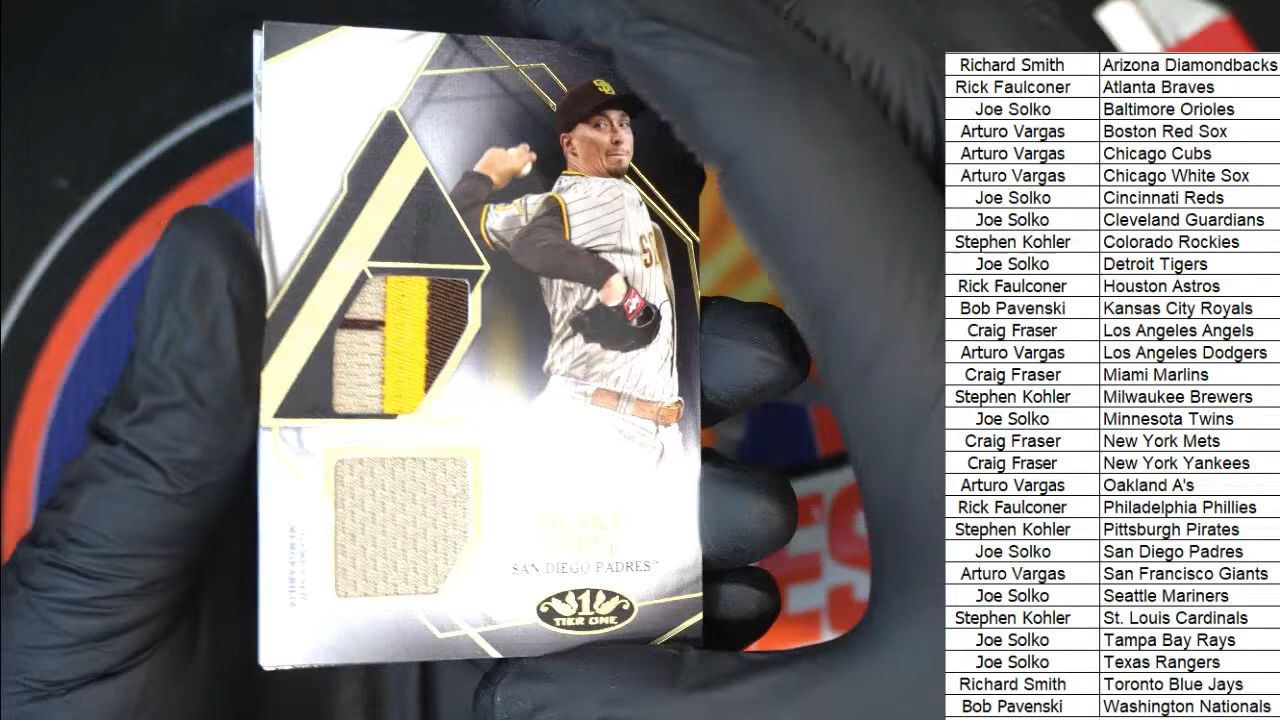 SAN DIEGO PADRES™
1
TIER ONE
Richard Smith Arizona Diamondbacks
Rick Faulconer Atlanta Braves
Joe Solko Baltimore Orioles
Arturo Vargas Boston Red Sox
Arturo Vargas Chicago Cubs
Arturo Vargas Chicago White Sox
Joe Solko Cincinnati Reds
Joe Solko Cleveland Guardians
Stephen Kohler Colorado Rockies
Joe Solko Detroit Tigers
Rick Faulconer Houston Astros
Bob Pavenski Kansas City Royals
Craig Fraser Los Angeles Angels
Arturo Vargas Los Angeles Dodgers
Craig Fraser Miami Marlins
Stephen Kohler Milwaukee Brewers
Joe Solko Minnesota Twins
Craig Fraser New York Mets
Craig Fraser New York Yankees
Arturo Vargas Oakland A's
Rick Faulconer Philadelphia Phillies
Stephen Kohler Pittsburgh Pirates
Joe Solko San Diego Padres
Arturo Vargas San Francisco Giants
Joe Solko Seattle Mariners
Stephen Kohler St. Louis Cardinals
Joe Solko Tampa Bay Rays
Joe Solko Texas Rangers
Richard Smith Toronto Blue Jays
Bob Pavenski Washington Nationals